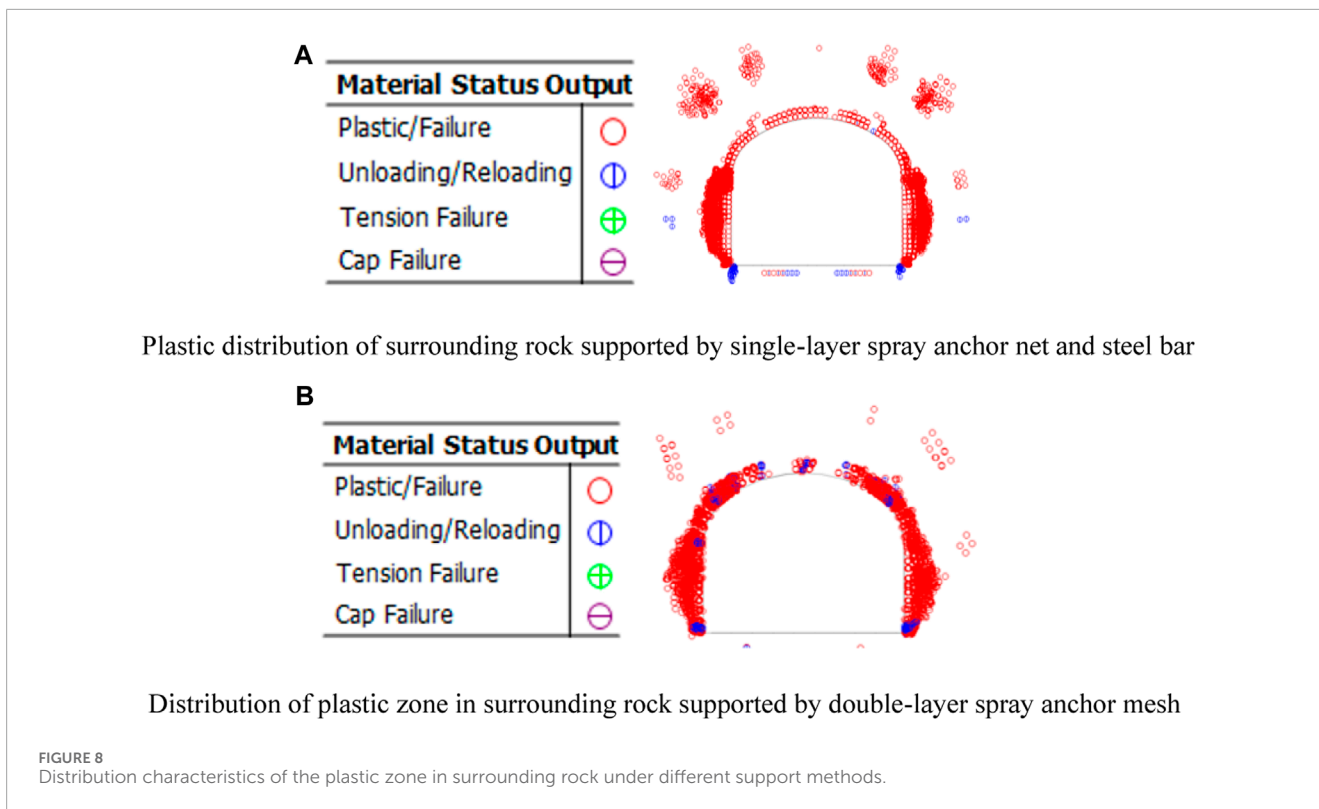 A
Material Status Output
Plastic/Failure
Unloading/Reloading
Tension Failure
Cap Failure
Plastic distribution of surrounding rock supported by single-layer spray anchor net and steel bar
B
Material Status Output
Plastic/Failure
Unloading/Reloading
Tension Failure
Cap Failure
Distribution of plastic zone in surrounding rock supported by double-layer spray anchor mesh
FIGURE 8
Distribution characteristics of the plastic zone in surrounding rock under different support methods.